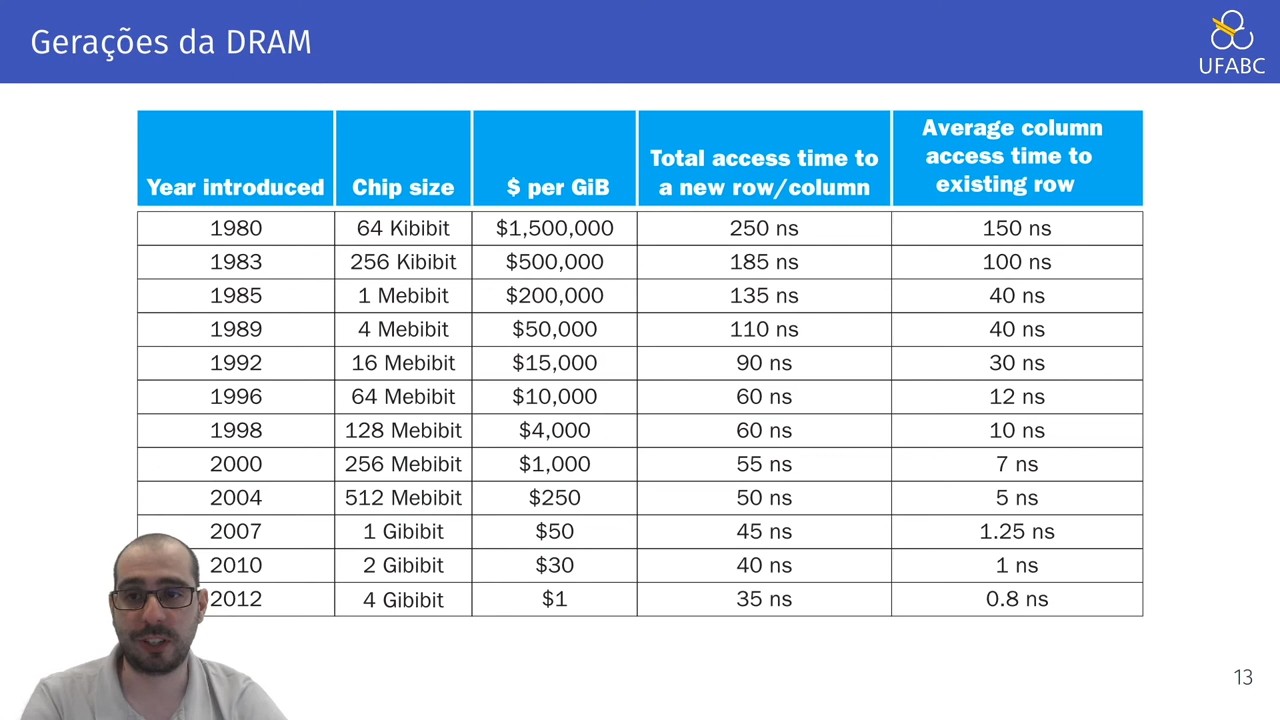 Gerações da DRAM
UFABC
Year introduced Chip size $ per GiB Total access time to a new row/column Average column access time to existing row
1980 64 Kibibit $1,500,000 250 ns 150 ns
1983 256 Kibibit $500,000 185 ns 100 ns
1985 1 Mebibit $200,000 135 ns 40 ns
1989 4 Mebibit $50,000 110 ns 40 ns
1992 16 Mebibit $15,000 90 ns 30 ns
1996 64 Mebibit $10,000 60 ns 12 ns
1998 128 Mebibit $4,000 60 ns 10 ns
2000 256 Mebibit $1,000 55 ns 7 ns
2004 512 Mebibit $250 50 ns 5 ns
2007 1 Gibibit $50 45 ns 1.25 ns
2010 2 Gibibit $30 40 ns 1 ns
2012 4 Gibibit $1 35 ns 0.8 ns
13